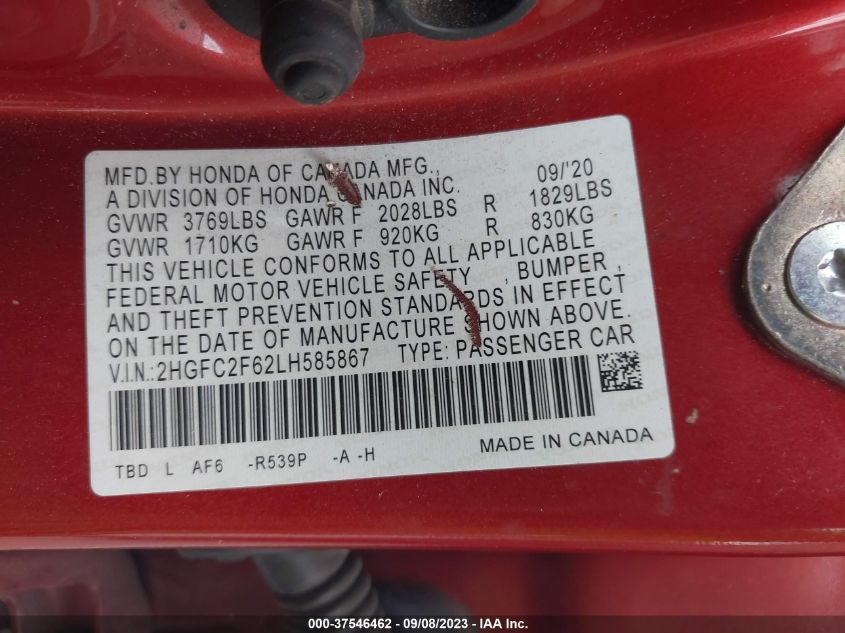 MFD.BY HONDA OF CANADA MFG., 09/'20
A DIVISION OF HONDA CANADA INC.
GVWR 3769LBS GAWR F 2028LBS R 1829LBS
GVWR 1710KG GAWR F 920KG R 830KG
THIS VEHICLE CONFORMS TO ALL APPLICABLE
FEDERAL MOTOR VEHICLE SAFETY , BUMPER ,
AND THEFT PREVENTION STANDARDS IN EFFECT
ON THE DATE OF MANUFACTURE SHOWN ABOVE.
V.I.N.:2HGFC2F62LH585867 TYPE: PASSENGER CAR
TBD L AF6 -R539P -A -H MADE IN CANADA
000-37546462 - 09/08/2023 - IAA Inc.